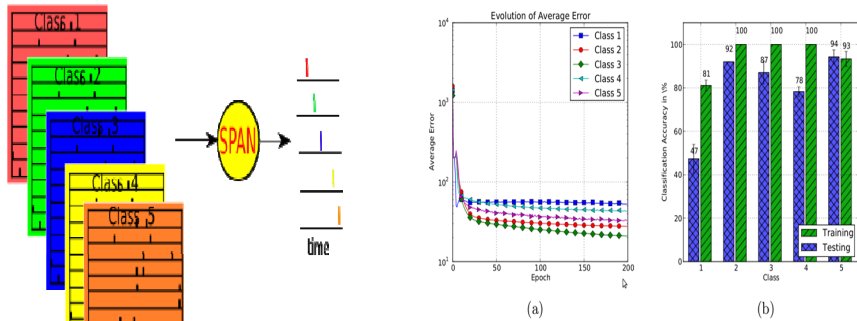 Class 1
Class 2
Class 3
Class 4
Class 5
SPAN
time
Evolution of Average Error
Average Error
10^4
10^3
10^2
10^1
0
50
100
150
200
Epoch
Class 1
Class 2
Class 3
Class 4
Class 5
(a)
Classification Accuracy in \%
100
80
60
40
20
0
47
81
92
100
87
100
78
100
94
93
Training
Testing
1
2
3
4
5
Class
(b)